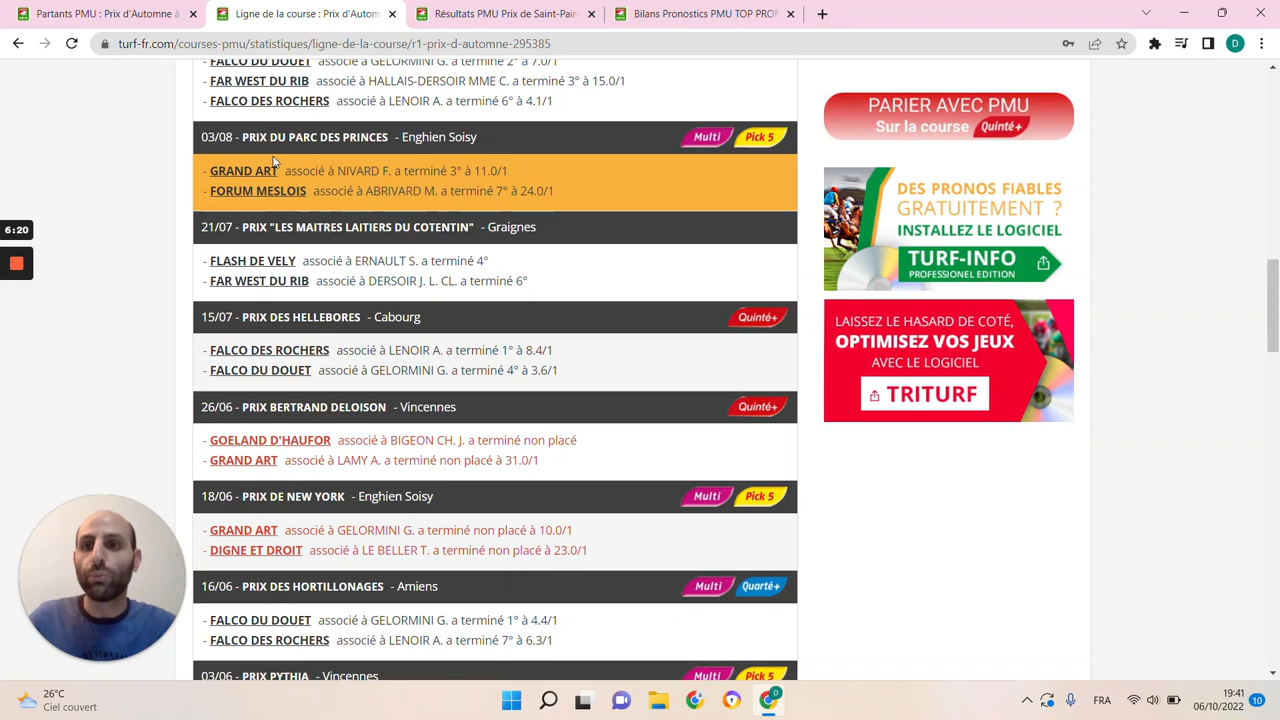 Partants PMU : Prix d'Automne à
Ligne de la course : Prix d'Autom
Résultats PMU Prix de Saint-Pair-
Bilans Pronostics PMU TOP PRON
turf-fr.com/courses-pmu/statistiques/ligne-de-la-course/r1-prix-d-automne-295385
D
- FALCO DU DOUET associé à GELORMINI G. a terminé 2° à 7.0/1
- FAR WEST DU RIB associé à HALLAIS-DERSOIR MME C. a terminé 3° à 15.0/1
- FALCO DES ROCHERS associé à LENOIR A. a terminé 6° à 4.1/1
03/08 - PRIX DU PARC DES PRINCES - Enghien Soisy Multi Pick 5
- GRAND ART associé à NIVARD F. a terminé 3° à 11.0/1
- FORUM MESLOIS associé à ABRIVARD M. a terminé 7° à 24.0/1
21/07 - PRIX "LES MAITRES LAITIERS DU COTENTIN" - Graignes
- FLASH DE VELY associé à ERNAULT S. a terminé 4°
- FAR WEST DU RIB associé à DERSOIR J. L. CL. a terminé 6°
15/07 - PRIX DES HELLEBORES - Cabourg Quinté+
- FALCO DES ROCHERS associé à LENOIR A. a terminé 1° à 8.4/1
- FALCO DU DOUET associé à GELORMINI G. a terminé 4° à 3.6/1
26/06 - PRIX BERTRAND DELOISON - Vincennes Quinté+
- GOELAND D'HAUFOR associé à BIGEON CH. J. a terminé non placé
- GRAND ART associé à LAMY A. a terminé non placé à 31.0/1
18/06 - PRIX DE NEW YORK - Enghien Soisy Multi Pick 5
- GRAND ART associé à GELORMINI G. a terminé non placé à 10.0/1
- DIGNE ET DROIT associé à LE BELLER T. a terminé non placé à 23.0/1
16/06 - PRIX DES HORTILLONAGES - Amiens Multi Quarté+
- FALCO DU DOUET associé à GELORMINI G. a terminé 1° à 4.4/1
- FALCO DES ROCHERS associé à LENOIR A. a terminé 7° à 6.3/1
03/06 - PRIX PYTHIA - Vincennes Multi Pick 5
PARIER AVEC PMU
Sur la course Quinté+
DES PRONOS FIABLES
GRATUITEMENT ?
INSTALLEZ LE LOGICIEL
TURF-INFO
PROFESSIONEL EDITION
LAISSEZ LE HASARD DE COTÉ,
OPTIMISEZ VOS JEUX
AVEC LE LOGICIEL
TRITURF
6:20
26°C
Ciel couvert
D
FRA
19:41
06/10/2022
10